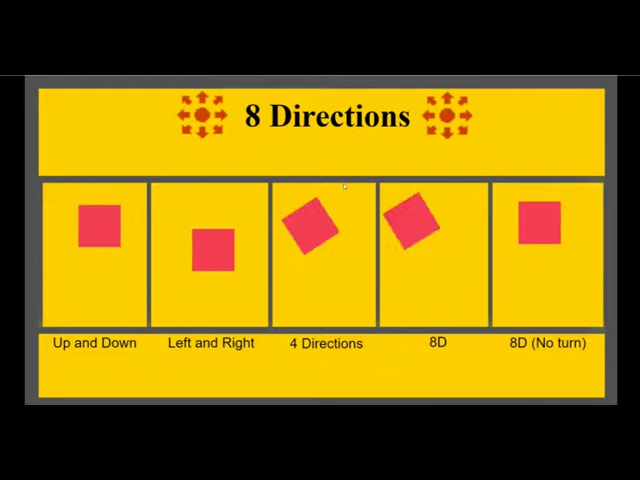 8 Directions
Up and Down
Left and Right
4 Directions
8D
8D (No turn)